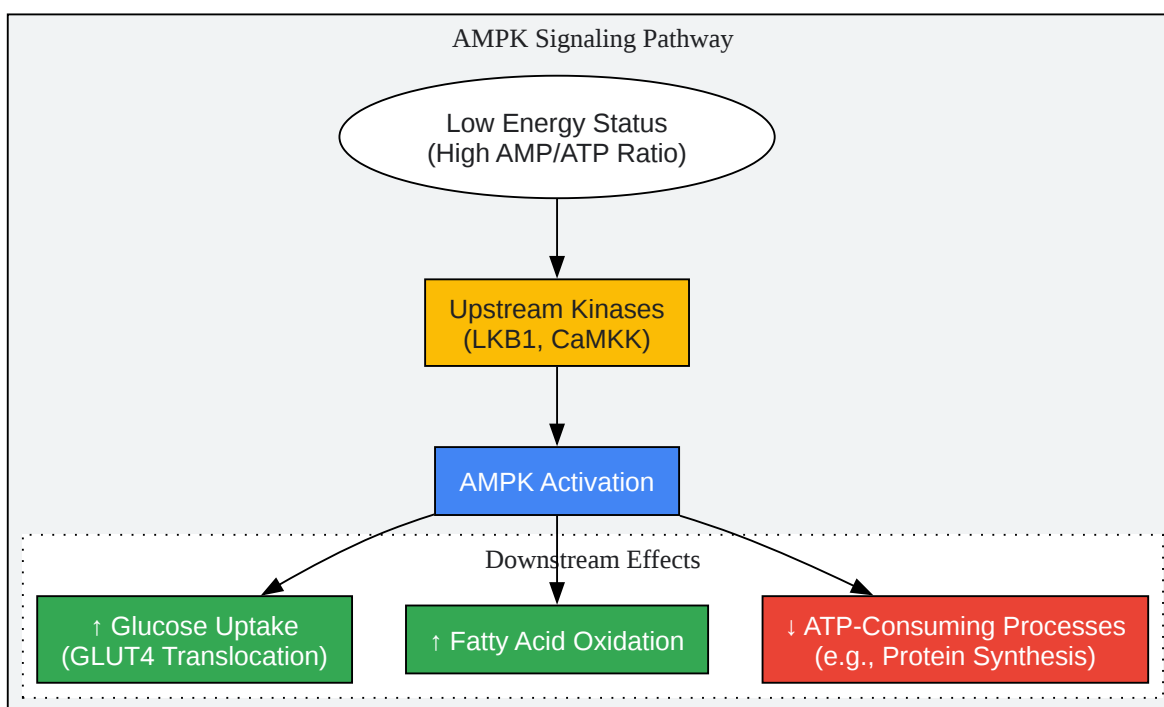 AMPK Signaling Pathway
Low Energy Status
(High AMP/ATP Ratio)
Upstream Kinases
(LKB1, CaMKK)
AMPK Activation
Downstream Effects
↑ Glucose Uptake
(GLUT4 Translocation)
↑ Fatty Acid Oxidation
↓ ATP-Consuming Processes
(e.g., Protein Synthesis)